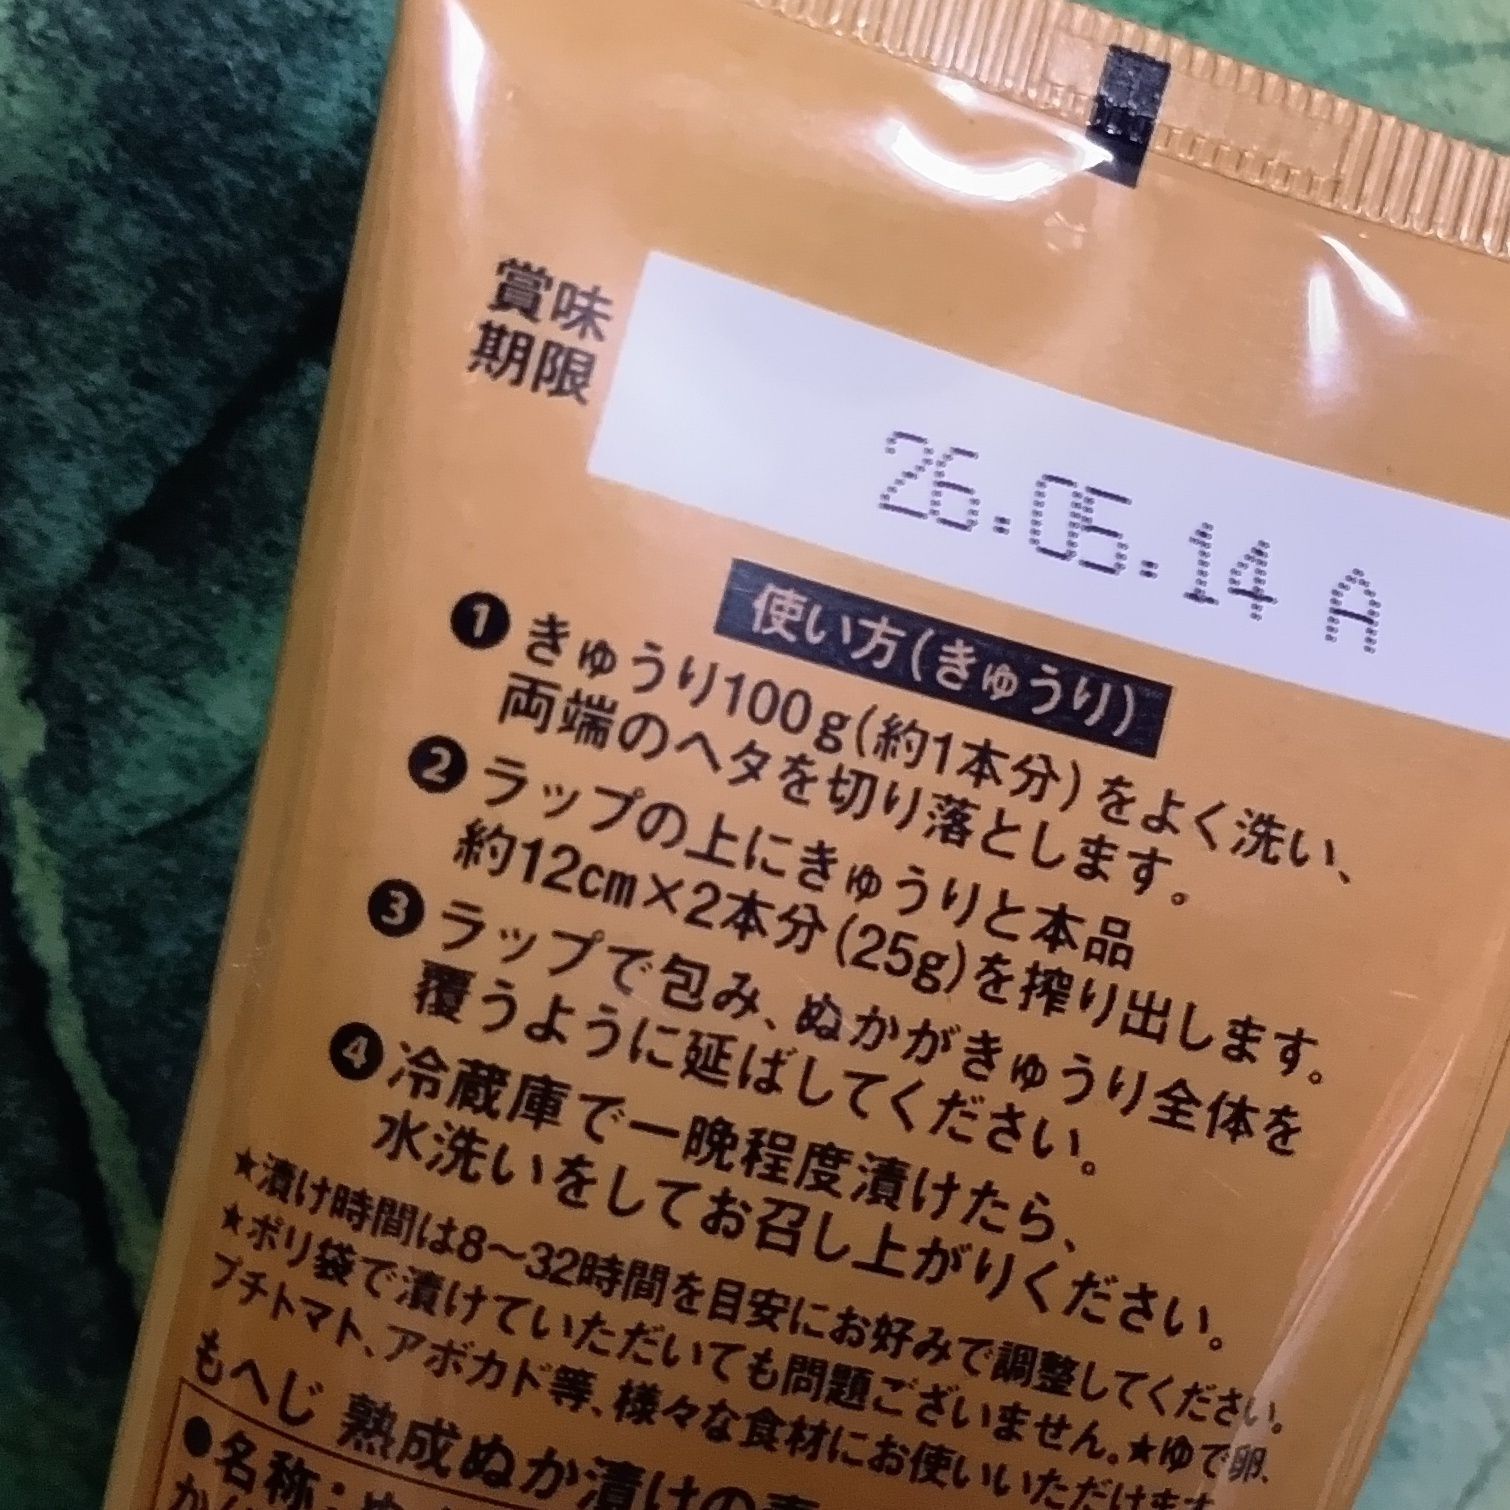 賞味
期限
26.05.14 A
使い方(きゅうり)
❶きゅうり100g(約1本分)をよく洗い、
両端のヘタを切り落とします。
❷ラップの上にきゅうりと本品
約12cm×2本分(25g)を搾り出します。
❸ラップで包み、ぬかがきゅうり全体を
覆うように延ばしてください。
❹冷蔵庫で一晩程度漬けたら、
水洗いをしてお召し上がりください。
★漬け時間は8〜32時間を目安にお好みで調整してください。
★ポリ袋で漬けていただいても問題ございません。★ゆで卵、
プチトマト、アボカド等、様々な食材にお使いいただけます
もへじ 熟成ぬか漬けの素
●名称: